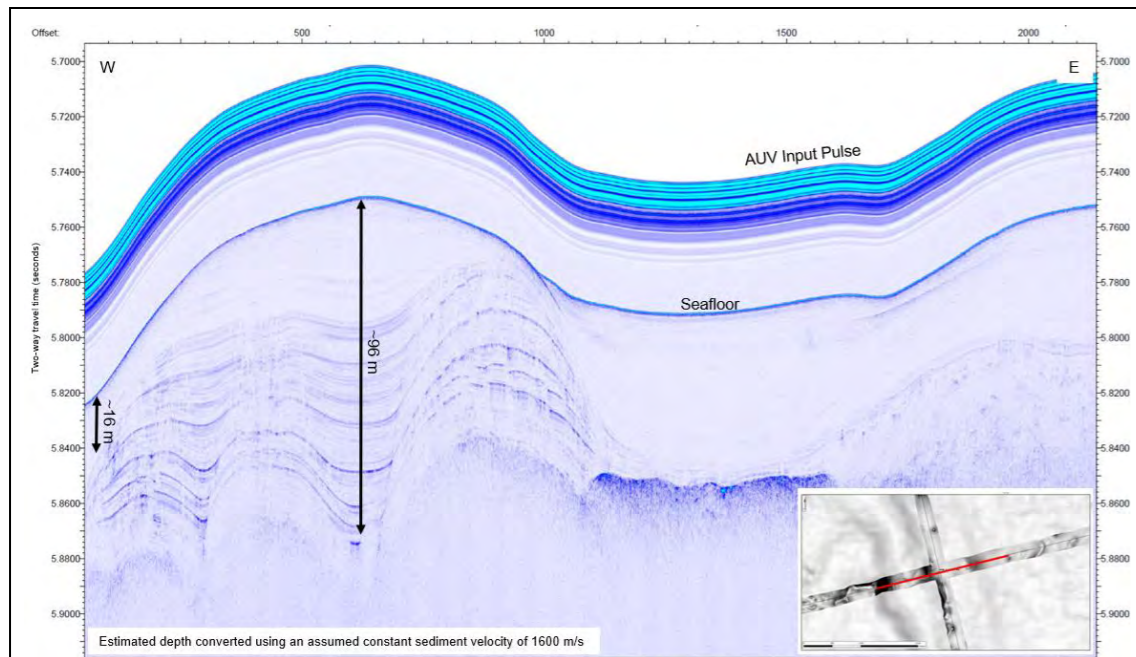 Offset: 500 1000 1500 2000
5.7000 W E 5.7000
5.7200 5.7200
5.7400 AUV Input Pulse 5.7400
5.7600 5.7600
5.7800 5.7800
Seafloor
5.8000 5.8000
Two-way travel time (seconds)
~96 m
5.8200 5.8200
~16 m
5.8400 5.8400
5.8600 5.8600
5.8800 5.8800
5.9000 5.9000
Estimated depth converted using an assumed constant sediment velocity of 1600 m/s